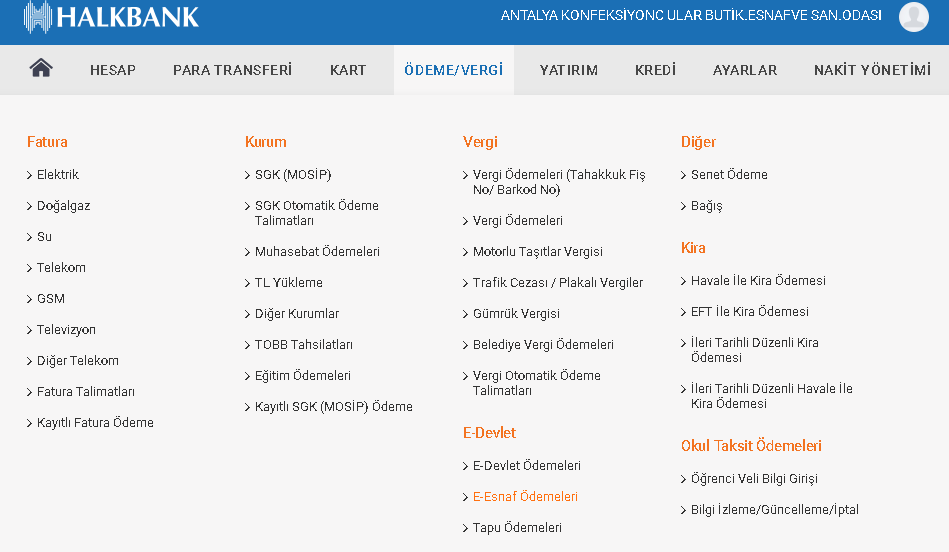 HALKBANK
ANTALYA KONFEKSİYONC ULAR BUTİK.ESNAFVE SAN.ODASI
HESAP
PARA TRANSFERİ
KART
ÖDEME/VERGİ
YATIRIM
KREDİ
AYARLAR
NAKİT YÖNETİMİ
Fatura
Elektrik
Doğalgaz
Su
Telekom
GSM
Televizyon
Diğer Telekom
Fatura Talimatları
Kayıtlı Fatura Ödeme
Kurum
SGK (MOSİP)
SGK Otomatik Ödeme
Talimatları
Muhasebat Ödemeleri
TL Yükleme
Diğer Kurumlar
TOBB Tahsilatları
Eğitim Ödemeleri
Kayıtlı SGK (MOSİP) Ödeme
Vergi
Vergi Ödemeleri (Tahakkuk Fiş
No/ Barkod No)
Vergi Ödemeleri
Motorlu Taşıtlar Vergisi
Trafik Cezası / Plakalı Vergiler
Gümrük Vergisi
Belediye Vergi Ödemeleri
Vergi Otomatik Ödeme
Talimatları
E-Devlet
E-Devlet Ödemeleri
E-Esnaf Ödemeleri
Tapu Ödemeleri
Diğer
Senet Ödeme
Bağış
Kira
Havale İle Kira Ödemesi
EFT İle Kira Ödemesi
İleri Tarihli Düzenli Kira
Ödemesi
İleri Tarihli Düzenli Havale İle
Kira Ödemesi
Okul Taksit Ödemeleri
Öğrenci Veli Bilgi Girişi
Bilgi İzleme/Güncelleme/İptal